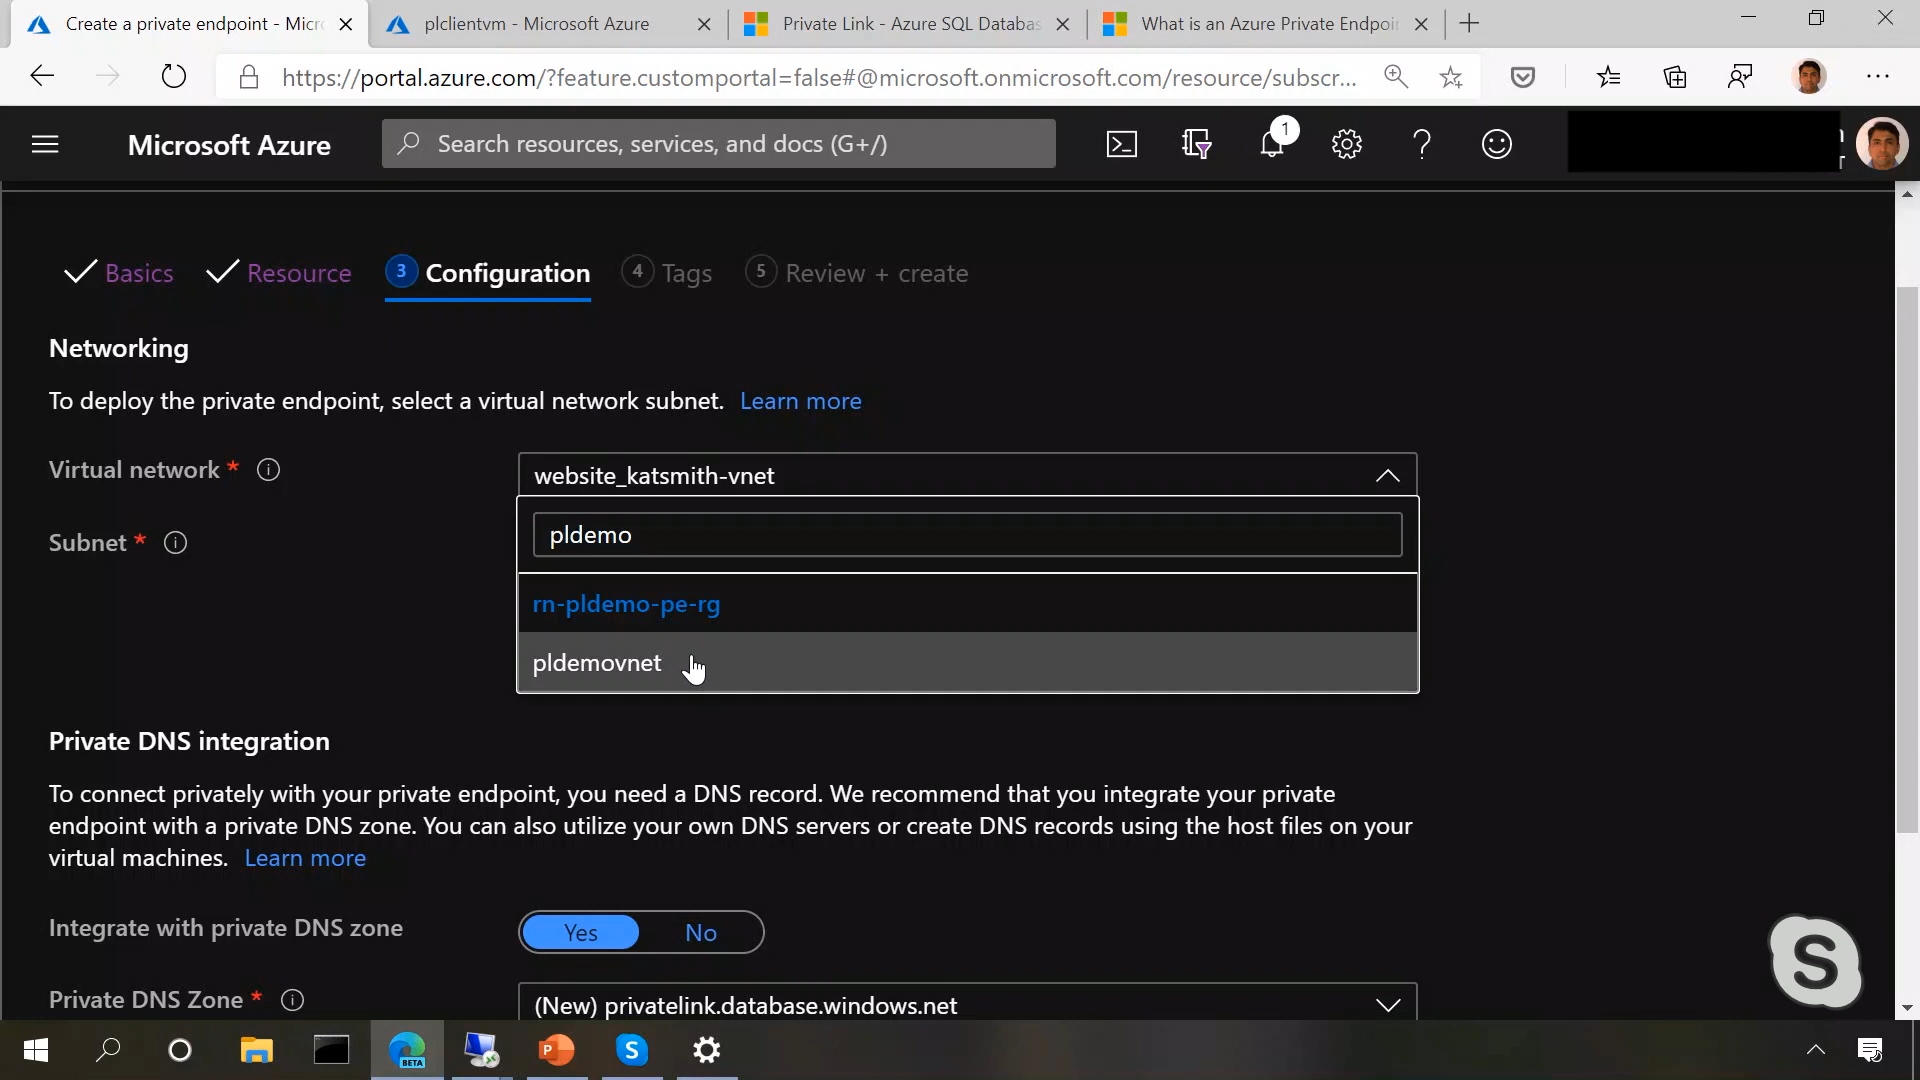 Create a private endpoint - Micr
plclientvm - Microsoft Azure
Private Link - Azure SQL Databas
What is an Azure Private Endpoi
https://portal.azure.com/?feature.customportal=false#@microsoft.onmicrosoft.com/resource/subscr...
Microsoft Azure
Search resources, services, and docs (G+/)
1
Basics
Resource
3 Configuration
4 Tags
5 Review + create
Networking
To deploy the private endpoint, select a virtual network subnet. Learn more
Virtual network *
website_katsmith-vnet
pldemo
Subnet *
rn-pldemo-pe-rg
pldemovnet
Private DNS integration
To connect privately with your private endpoint, you need a DNS record. We recommend that you integrate your private
endpoint with a private DNS zone. You can also utilize your own DNS servers or create DNS records using the host files on your
virtual machines. Learn more
Integrate with private DNS zone
Yes No
Private DNS Zone *
(New) privatelink.database.windows.net
S
BETA
P
S